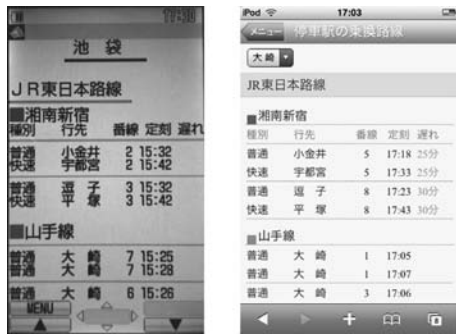 池 袋
JR東日本路線
■湘南新宿
種別 行先 番線 定刻 遅れ
普通 小金井 2 15:32
快速 宇都宮 2 15:42
普通 逗 子 3 15:32
快速 平 塚 3 15:42
■山手線
普通 大 崎 7 15:25
普通 大 崎 7 15:28
普通 大 崎 6 15:26
MENU
iPod 17:03
メニュー 停車駅の乗換路線
大崎
JR東日本路線
■湘南新宿
種別 行先 番線 定刻 遅れ
普通 小金井 5 17:18 25分
快速 宇都宮 5 17:33 25分
普通 逗 子 8 17:23 30分
快速 平 塚 8 17:43 30分
■山手線
普通 大 崎 1 17:05
普通 大 崎 1 17:07
普通 大 崎 3 17:06